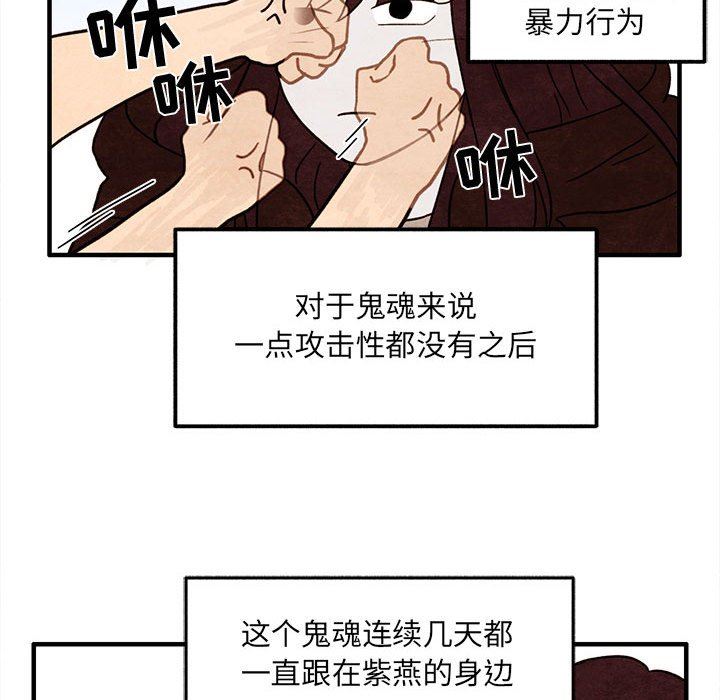 暴力行为
咻
咻
咻
对于鬼魂来说
一点攻击性都没有之后
这个鬼魂连续几天都
一直跟在紫燕的身边